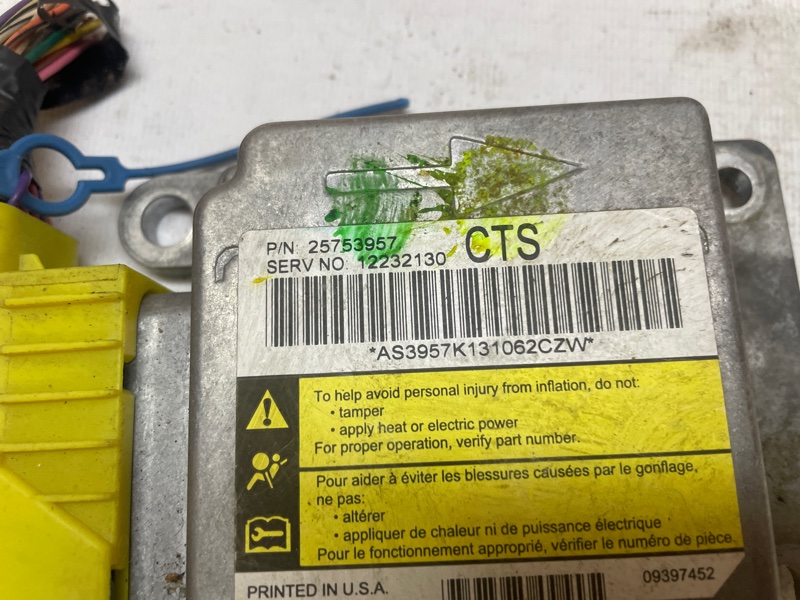 P/N 25753957
SERV NO 12232130 CTS
*AS3957K131062CZW*
To help avoid personal injury from inflation, do not:
• tamper
• apply heat or electric power
For proper operation, verify part number.
Pour aider à éviter les blessures causées par le gonflage,
ne pas:
• altérer
• appliquer de chaleur ni de puissance électrique
Pour le fonctionnement approprié, vérifier le numéro de pièce.
PRINTED IN U.S.A.
09397452